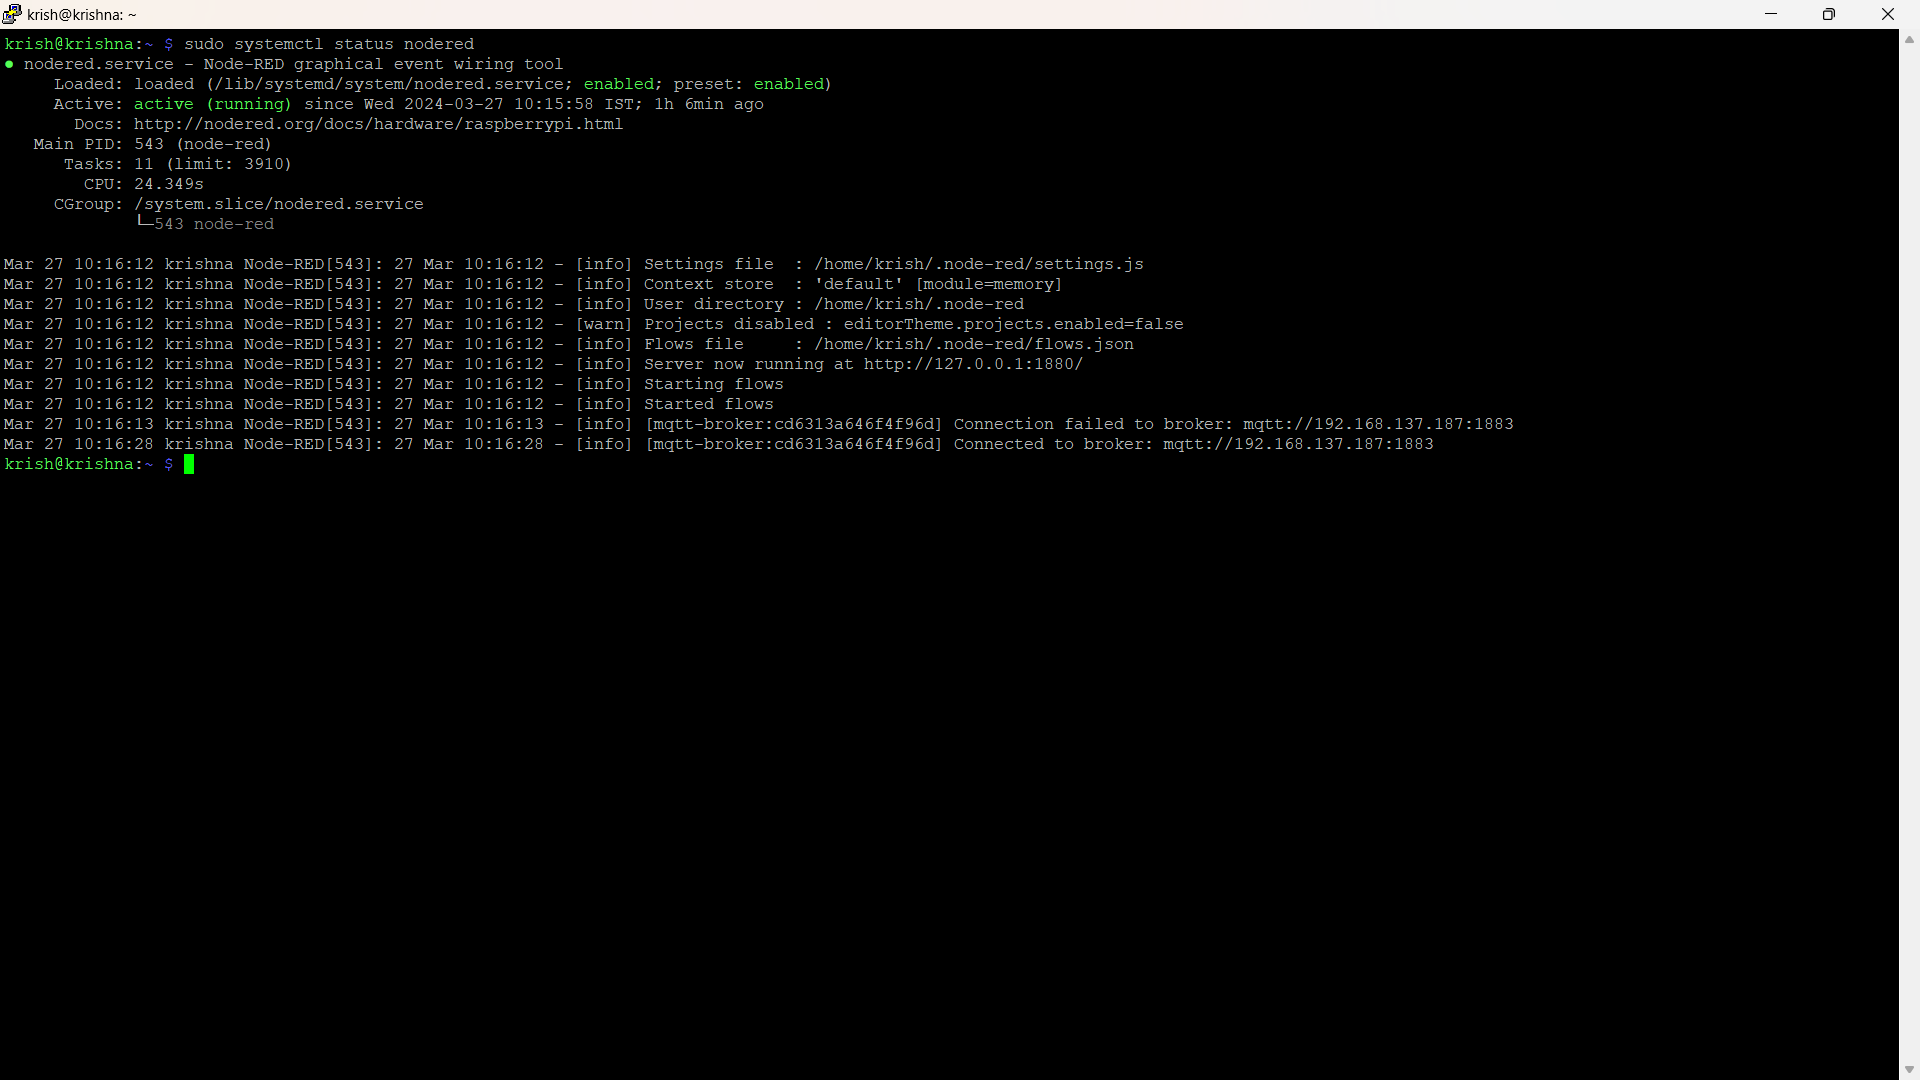 krish@krishna: ~
krish@krishna:~ $ sudo systemctl status nodered
● nodered.service - Node-RED graphical event wiring tool
     Loaded: loaded (/lib/systemd/system/nodered.service; enabled; preset: enabled)
     Active: active (running) since Wed 2024-03-27 10:15:58 IST; 1h 6min ago
       Docs: http://nodered.org/docs/hardware/raspberrypi.html
   Main PID: 543 (node-red)
      Tasks: 11 (limit: 3910)
        CPU: 24.349s
     CGroup: /system.slice/nodered.service
             └─543 node-red
Mar 27 10:16:12 krishna Node-RED[543]: 27 Mar 10:16:12 - [info] Settings file  : /home/krish/.node-red/settings.js
Mar 27 10:16:12 krishna Node-RED[543]: 27 Mar 10:16:12 - [info] Context store  : 'default' [module=memory]
Mar 27 10:16:12 krishna Node-RED[543]: 27 Mar 10:16:12 - [info] User directory : /home/krish/.node-red
Mar 27 10:16:12 krishna Node-RED[543]: 27 Mar 10:16:12 - [warn] Projects disabled : editorTheme.projects.enabled=false
Mar 27 10:16:12 krishna Node-RED[543]: 27 Mar 10:16:12 - [info] Flows file     : /home/krish/.node-red/flows.json
Mar 27 10:16:12 krishna Node-RED[543]: 27 Mar 10:16:12 - [info] Server now running at http://127.0.0.1:1880/
Mar 27 10:16:12 krishna Node-RED[543]: 27 Mar 10:16:12 - [info] Starting flows
Mar 27 10:16:12 krishna Node-RED[543]: 27 Mar 10:16:12 - [info] Started flows
Mar 27 10:16:13 krishna Node-RED[543]: 27 Mar 10:16:13 - [info] [mqtt-broker:cd6313a646f4f96d] Connection failed to broker: mqtt://192.168.137.187:1883
Mar 27 10:16:28 krishna Node-RED[543]: 27 Mar 10:16:28 - [info] [mqtt-broker:cd6313a646f4f96d] Connected to broker: mqtt://192.168.137.187:1883
krish@krishna:~ $